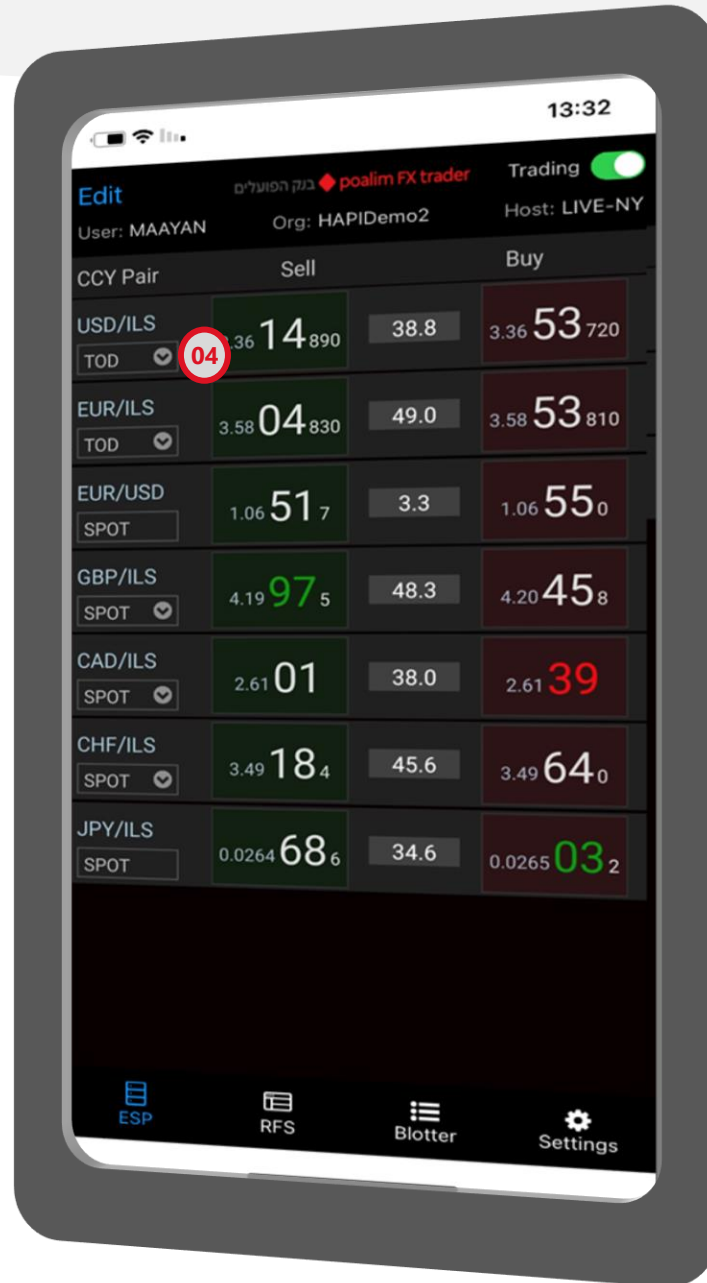 13:32
Edit
בנק הפועלים poalim FX trader
Trading
User: MAAYAN
Org: HAPIDemo2
Host: LIVE-NY
CCY Pair Sell Buy
USD/ILS
TOD
04
.36 14 890 38.8 3.36 53 720
EUR/ILS
TOD
3.58 04 830 49.0 3.58 53 810
EUR/USD
SPOT
1.06 51 7 3.3 1.06 55 0
GBP/ILS
SPOT
4.19 97 5 48.3 4.20 45 8
CAD/ILS
SPOT
2.61 01 38.0 2.61 39
CHF/ILS
SPOT
3.49 18 4 45.6 3.49 64 0
JPY/ILS
SPOT
0.0264 68 6 34.6 0.0265 03 2
ESP RFS Blotter Settings